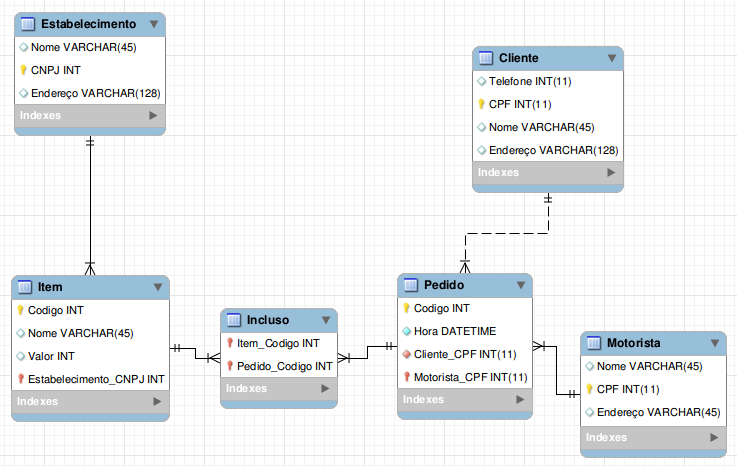 Estabelecimento
Nome VARCHAR(45)
CNPJ INT
Endereço VARCHAR(128)
Indexes
Cliente
Telefone INT(11)
CPF INT(11)
Nome VARCHAR(45)
Endereço VARCHAR(128)
Indexes
Item
Codigo INT
Nome VARCHAR(45)
Valor INT
Estabelecimento_CNPJ INT
Indexes
Incluso
Item_Codigo INT
Pedido_Codigo INT
Indexes
Pedido
Codigo INT
Hora DATETIME
Cliente_CPF INT(11)
Motorista_CPF INT(11)
Indexes
Motorista
Nome VARCHAR(45)
CPF INT(11)
Endereço VARCHAR(45)
Indexes